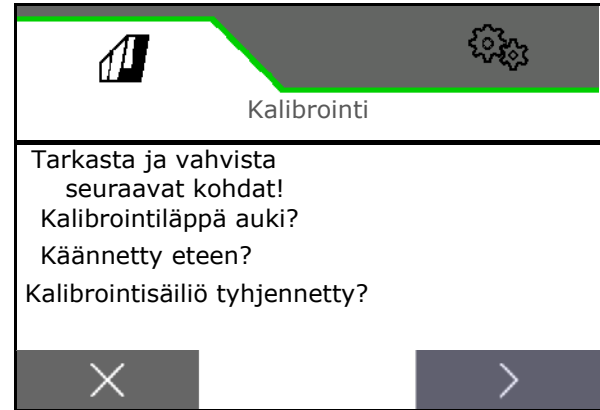 Kalibrointi
Tarkasta ja vahvista
seuraavat kohdat!
Kalibrointiläppä auki?
Käännetty eteen?
Kalibrointisäiliö tyhjennetty?